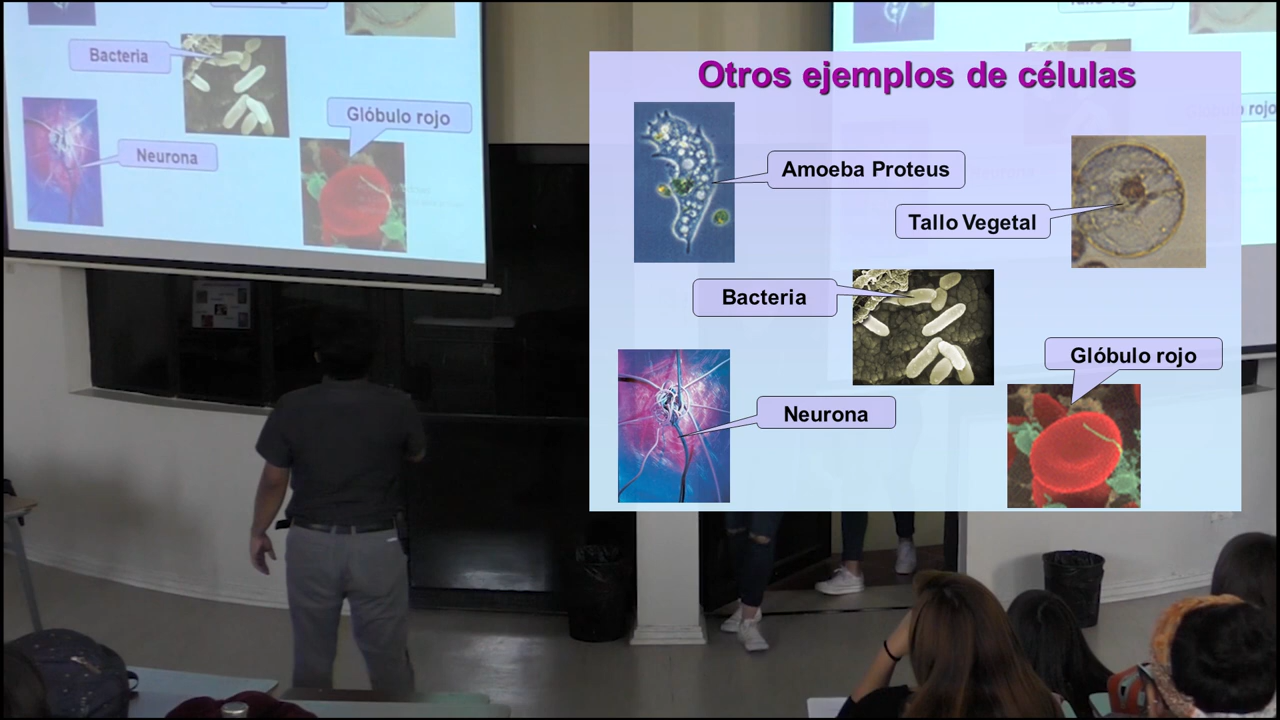 Bacteria
Glóbulo rojo
Neurona
Otros ejemplos de células
Amoeba Proteus
Tallo Vegetal
Bacteria
Glóbulo rojo
Neurona